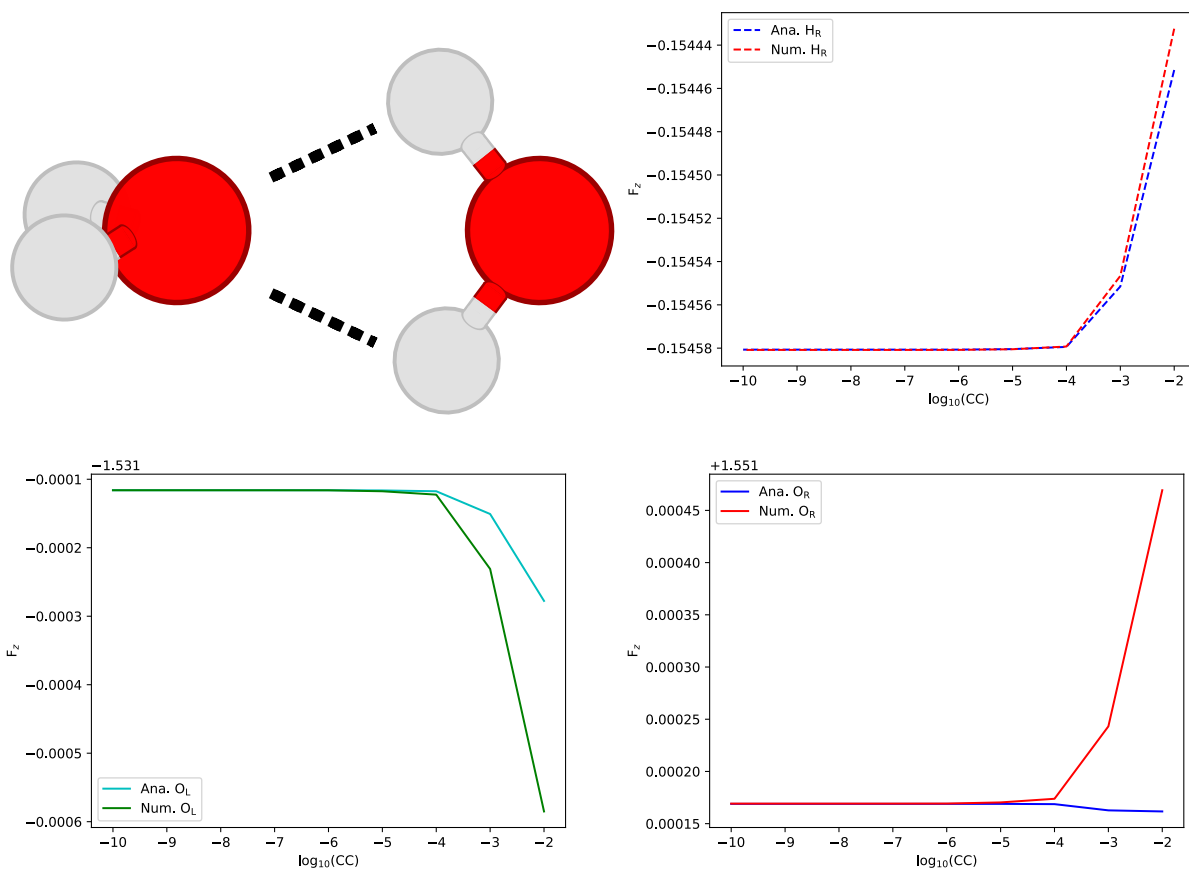 Ana. H_R
Num. H_R
F_z
−0.15444
−0.15446
−0.15448
−0.15450
−0.15452
−0.15454
−0.15456
−0.15458
−10 −9 −8 −7 −6 −5 −4 −3 −2
log₁₀(CC)
−1.531
F_z
−0.0001
−0.0002
−0.0003
−0.0004
−0.0005
−0.0006
Ana. O_L
Num. O_L
−10 −9 −8 −7 −6 −5 −4 −3 −2
log₁₀(CC)
+1.551
Ana. O_R
Num. O_R
F_z
0.00045
0.00040
0.00035
0.00030
0.00025
0.00020
0.00015
−10 −9 −8 −7 −6 −5 −4 −3 −2
log₁₀(CC)